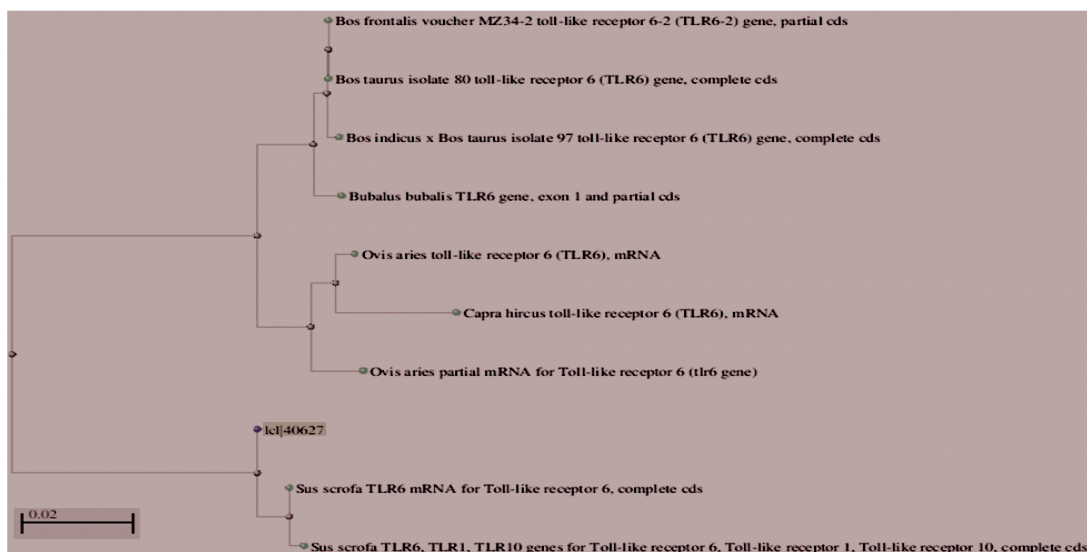 Bos frontalis voucher MZ34-2 toll-like receptor 6-2 (TLR6-2) gene, partial cds
Bos taurus isolate 80 toll-like receptor 6 (TLR6) gene, complete cds
Bos indicus x Bos taurus isolate 97 toll-like receptor 6 (TLR6) gene, complete cds
Bubalus bubalis TLR6 gene, exon 1 and partial cds
Ovis aries toll-like receptor 6 (TLR6), mRNA
Capra hircus toll-like receptor 6 (TLR6), mRNA
Ovis aries partial mRNA for Toll-like receptor 6 (tlr6 gene)
lcl|40627
Sus scrofa TLR6 mRNA for Toll-like receptor 6, complete cds
0.02
Sus scrofa TLR6, TLR1, TLR10 genes for Toll-like receptor 6, Toll-like receptor 1, Toll-like receptor 10, complete cds